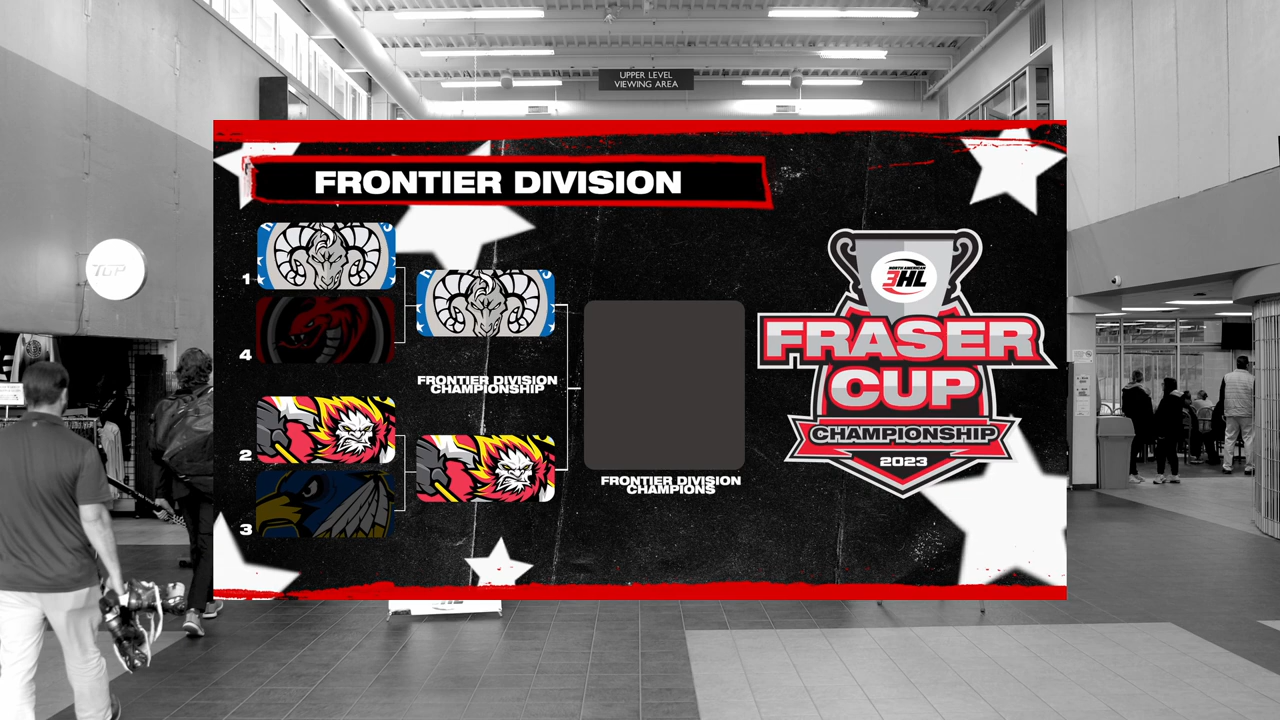 UPPER LEVEL
VIEWING AREA
TOP
FRONTIER DIVISION
1
4
2
3
FRONTIER DIVISION
CHAMPIONSHIP
FRONTIER DIVISION
CHAMPIONS
NORTH AMERICAN
3HL
FRASER
CUP
CHAMPIONSHIP
2023